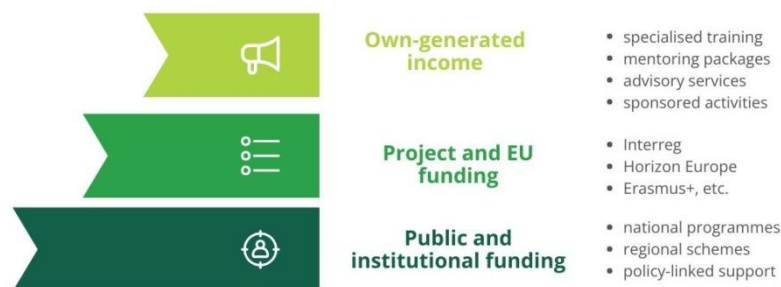 Own-generated
income
• specialised training
• mentoring packages
• advisory services
• sponsored activities
Project and EU
funding
• Interreg
• Horizon Europe
• Erasmus+, etc.
Public and
institutional funding
• national programmes
• regional schemes
• policy-linked support